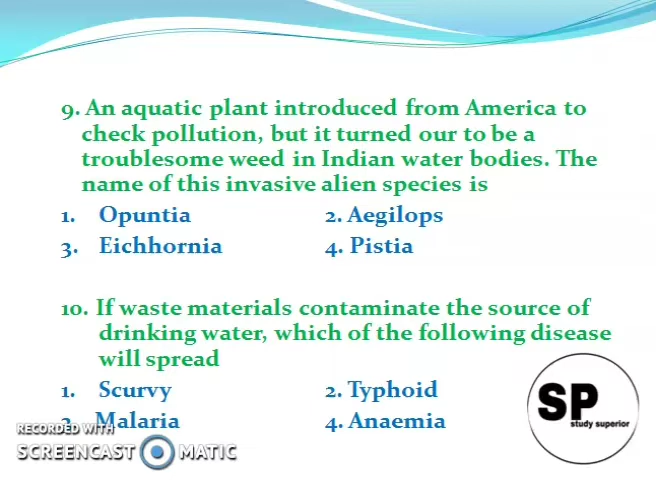 9. An aquatic plant introduced from America to
check pollution, but it turned our to be a
troublesome weed in Indian water bodies. The
name of this invasive alien species is
1. Opuntia 2. Aegilops
3. Eichhornia 4. Pistia
10. If waste materials contaminate the source of
drinking water, which of the following disease
will spread
1. Scurvy 2. Typhoid
Malaria 4. Anaemia
SP
study superior
RECORDED WITH
SCREENCAST MATIC